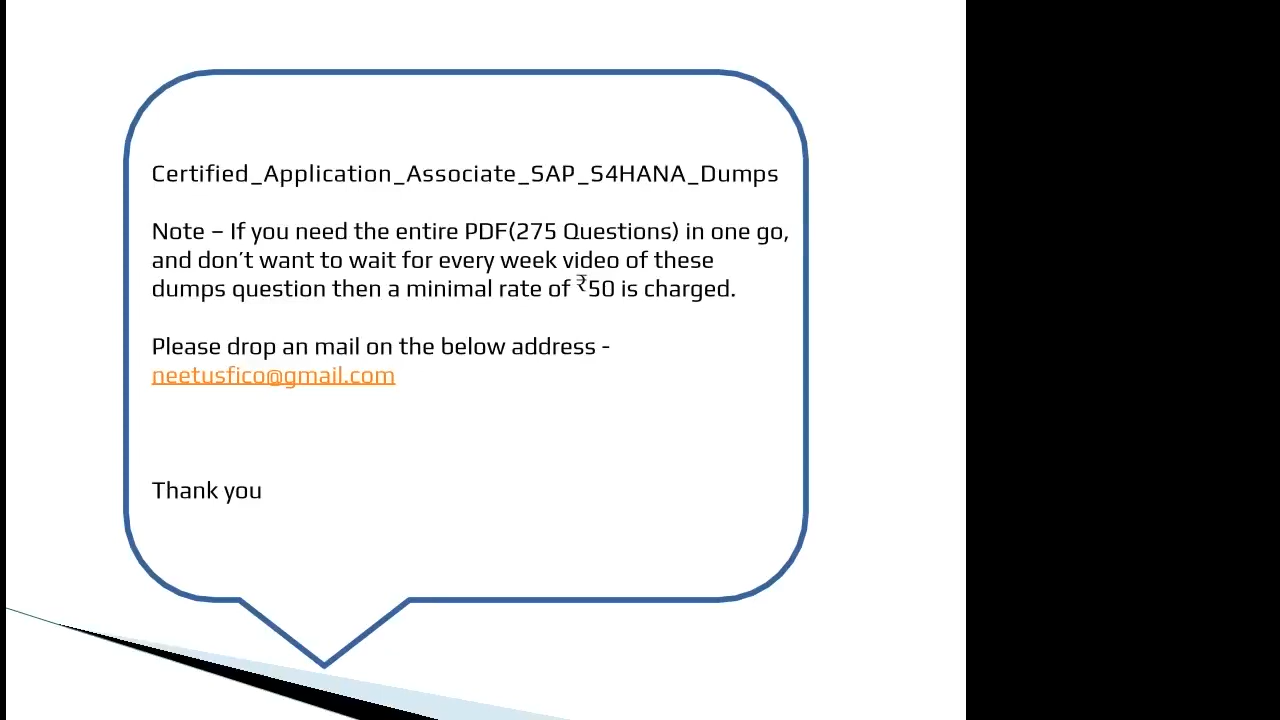 Certified_Application_Associate_SAP_S4HANA_Dumps
Note – If you need the entire PDF(275 Questions) in one go,
and don't want to wait for every week video of these
dumps question then a minimal rate of ₹50 is charged.
Please drop an mail on the below address -
neetusfico@gmail.com
Thank you